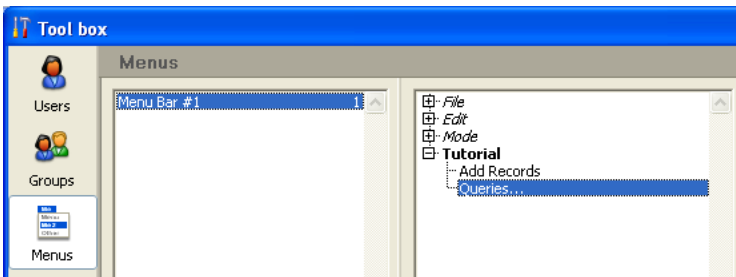 Tool box
Menus
Users
Groups
Menus
Menu Bar #1 1
File
Edit
Mode
Tutorial
Add Records
Queries...